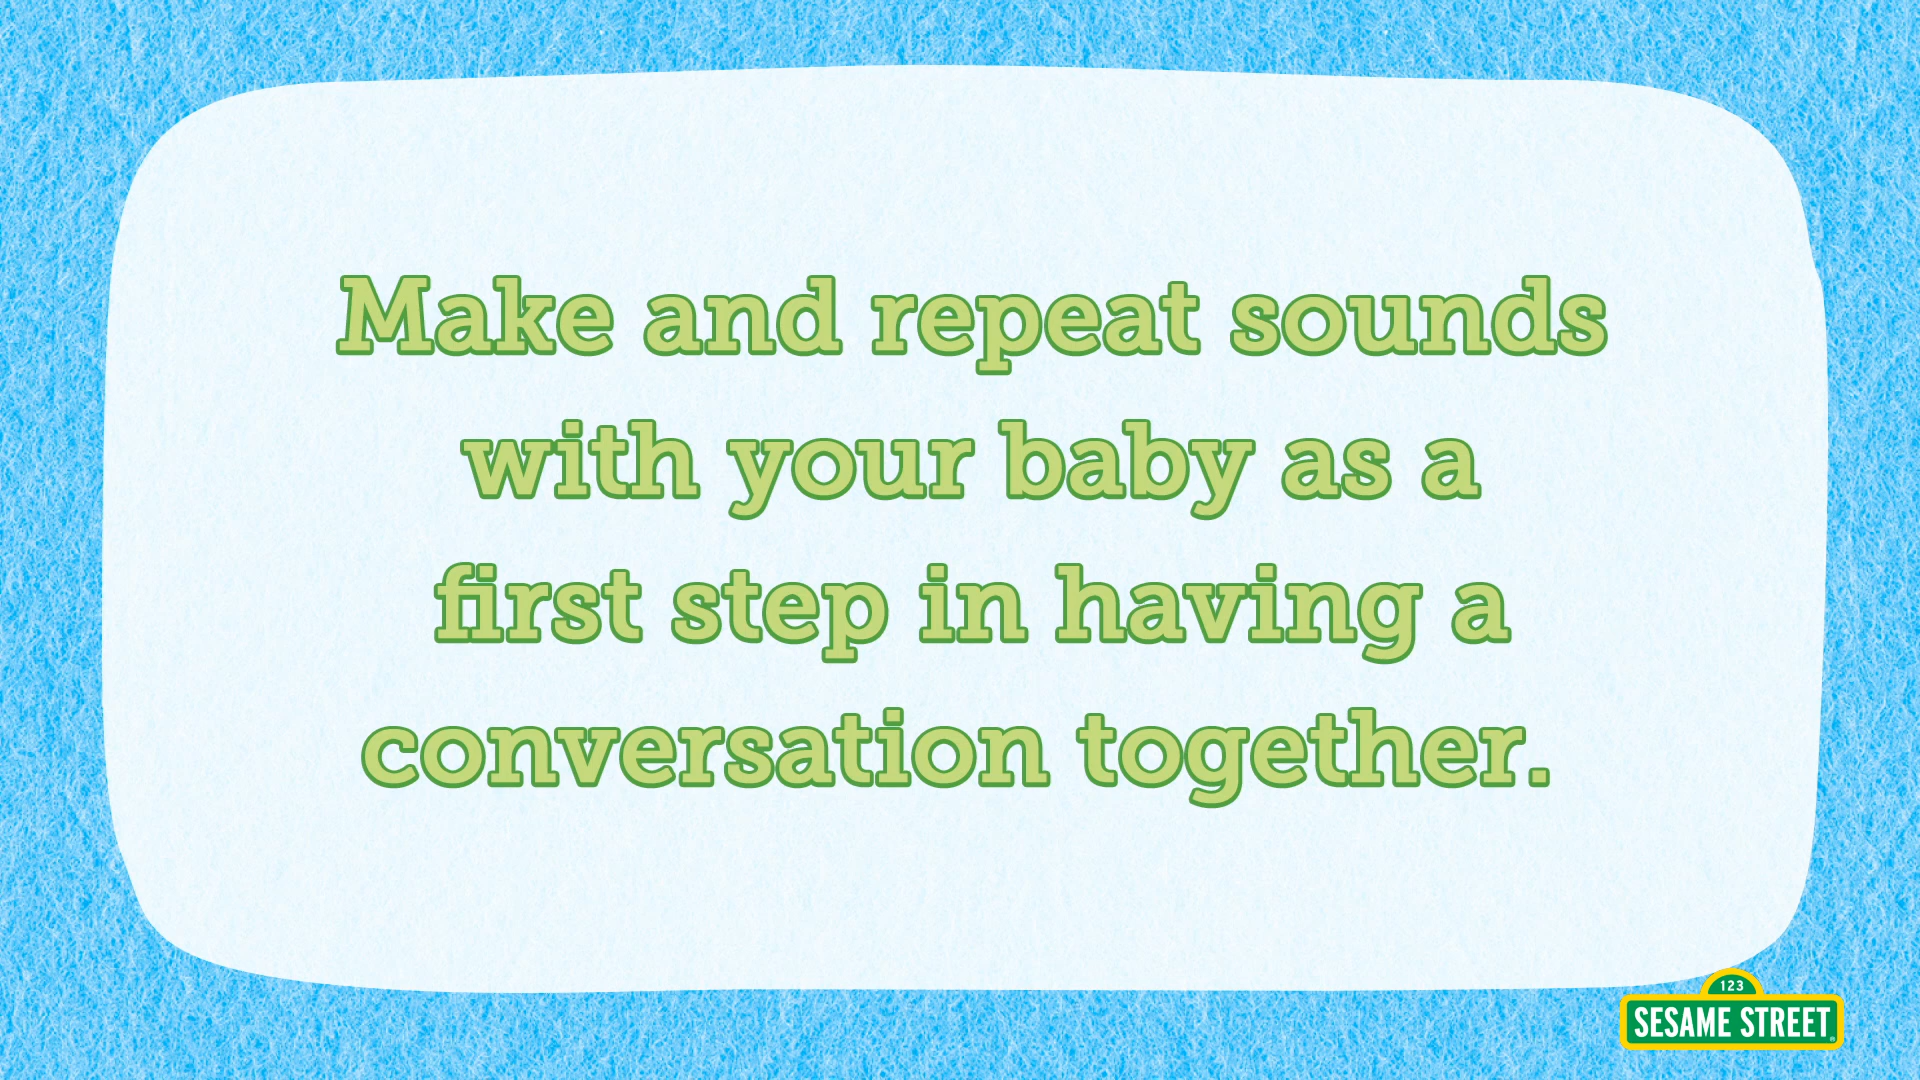 Make and repeat sounds
with your baby as a
first step in having a
conversation together.
123
SESAME STREET